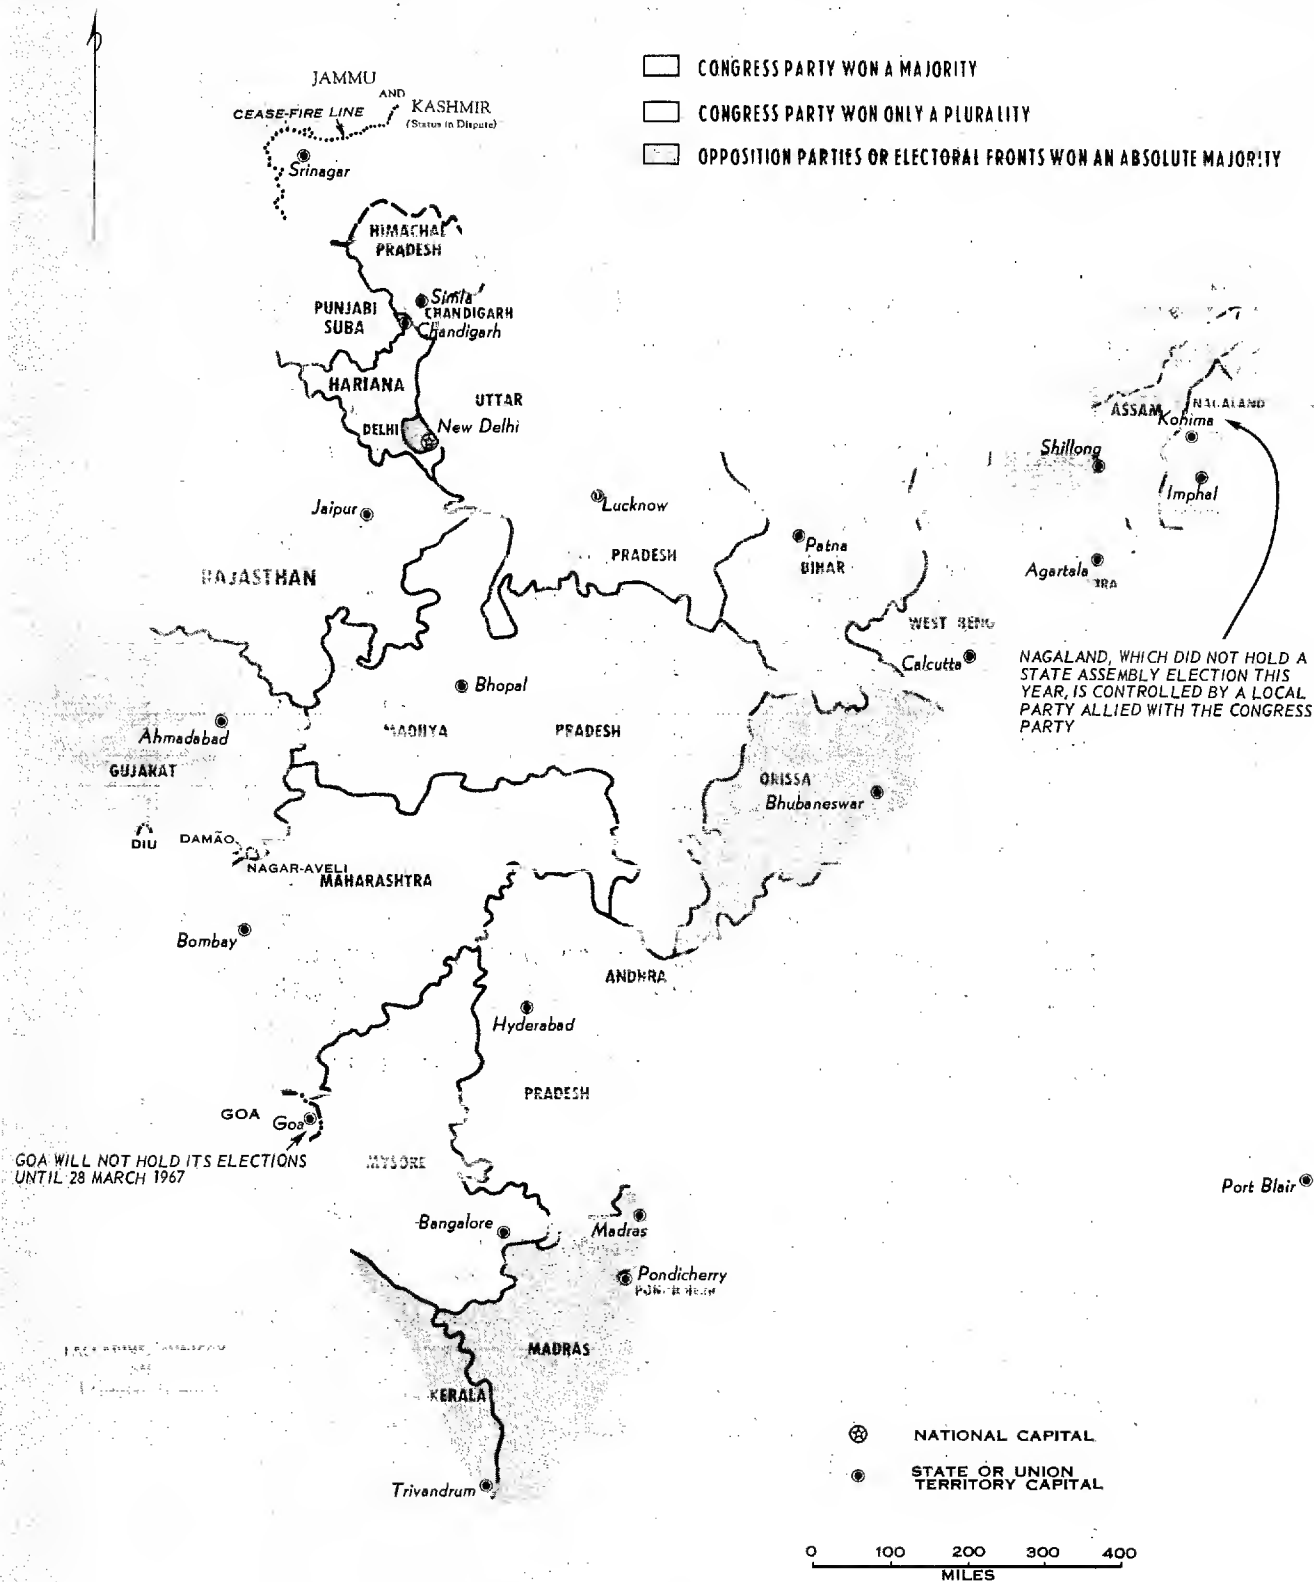 CONGRESS PARTY WON A MAJORITY
CONGRESS PARTY WON ONLY A PLURALITY
OPPOSITION PARTIES OR ELECTORAL FRONTS WON AN ABSOLUTE MAJORITY
JAMMU
AND
KASHMIR
(Status in Dispute)
CEASE-FIRE LINE
Srinagar
HIMACHAL
PRADESH
Simla
CHANDIGARH
Chandigarh
PUNJABI
SUBA
HARIANA
UTTAR
DELHI
New Delhi
Jaipur
Lucknow
PRADESH
RAJASTHAN
Patna
BIHAR
ASSAM
NAGALAND
Kohima
Shillong
Imphal
Agartala
WEST BENG
Calcutta
NAGALAND, WHICH DID NOT HOLD A
STATE ASSEMBLY ELECTION THIS
YEAR, IS CONTROLLED BY A LOCAL
PARTY ALLIED WITH THE CONGRESS
PARTY
Bhopal
MADHYA
PRADESH
Ahmadabad
GUJARAT
ORISSA
Bhubaneswar
DIU
DAMÃO
NAGAR-AVELI
MAHARASHTRA
Bombay
ANDHRA
Hyderabad
PRADESH
GOA
Goa
GOA WILL NOT HOLD ITS ELECTIONS
UNTIL 28 MARCH 1967
MYSORE
Port Blair
Bangalore
Madras
Pondicherry
MADRAS
KERALA
Trivandrum
NATIONAL CAPITAL
STATE OR UNION
TERRITORY CAPITAL
0 100 200 300 400
MILES